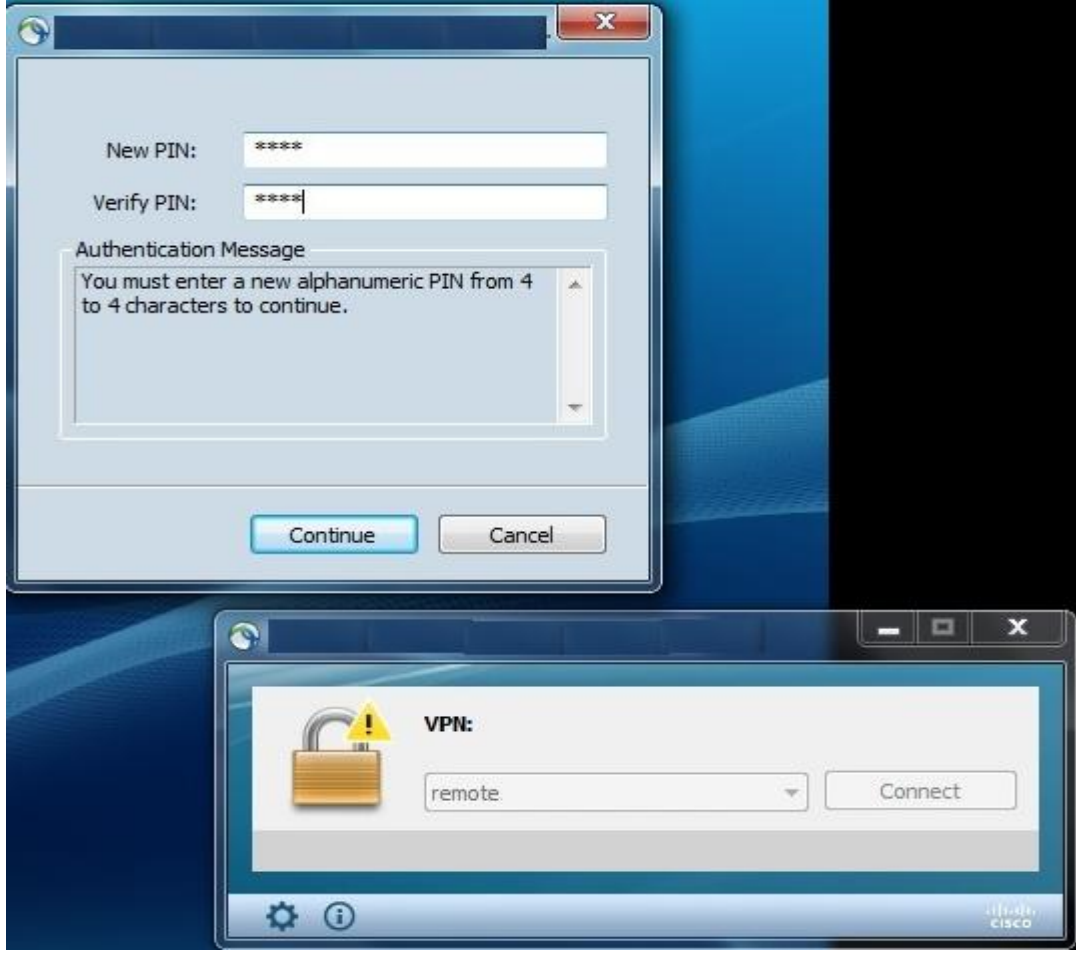 New PIN: ****
Verify PIN: ****
Authentication Message
You must enter a new alphanumeric PIN from 4
to 4 characters to continue.
Continue Cancel
VPN:
remote Connect
CISCO